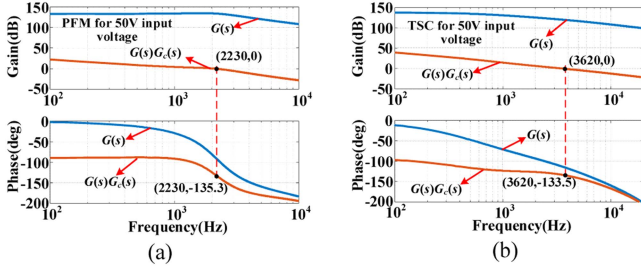 150
100
50
0
-50
Gain(dB)
PFM for 50V input
voltage
G(s)
(2230,0)
G(s)Gc(s)
10^2
10^3
10^4
0
-50
-100
-150
-200
Phase(deg)
G(s)
G(s)Gc(s)
(2230,-135.3)
10^2
10^3
10^4
Frequency(Hz)
(a)
150
100
50
0
-50
Gain(dB)
TSC for 50V input
voltage
G(s)
(3620,0)
G(s)Gc(s)
10^2
10^3
10^4
50
0
-50
-100
-150
-200
Phase(deg)
G(s)
(3620,-133.5)
G(s)Gc(s)
10^2
10^3
10^4
Frequency(Hz)
(b)